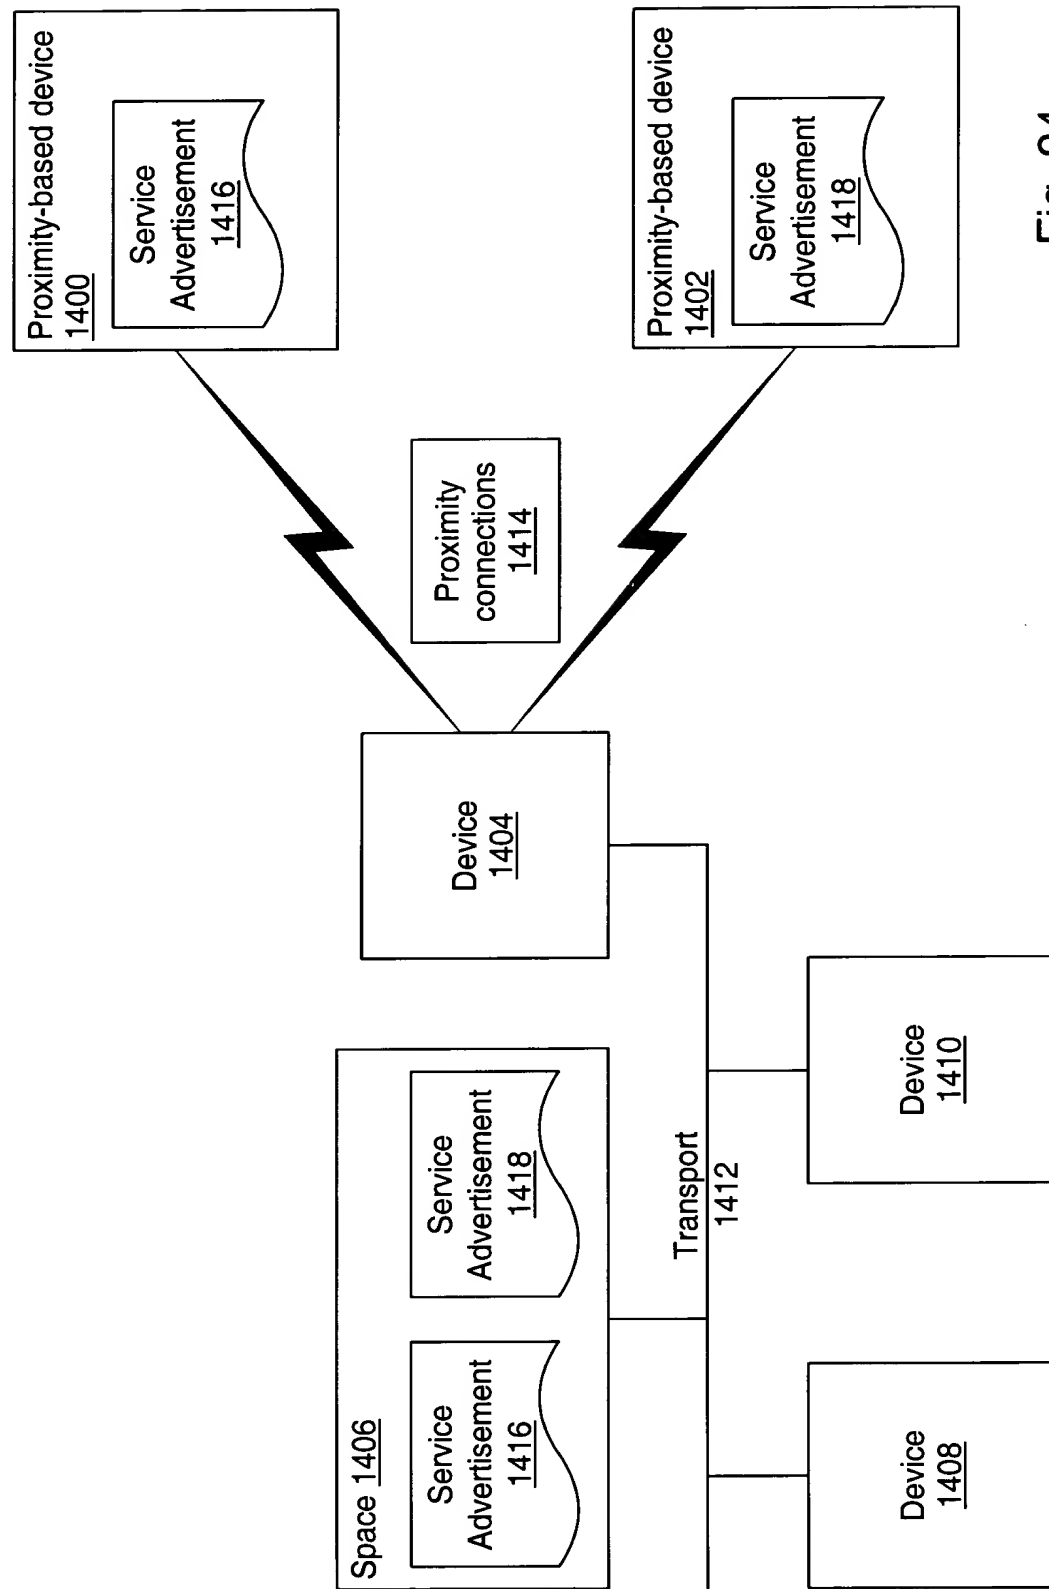 Proximity-based device
1400
Service
Advertisement
1416
Space 1406
Service
Advertisement
1416
Service
Advertisement
1418
Device
1404
Proximity
connections
1414
Proximity-based device
1402
Service
Advertisement
1418
Transport
1412
Device
1408
Device
1410
Fig.